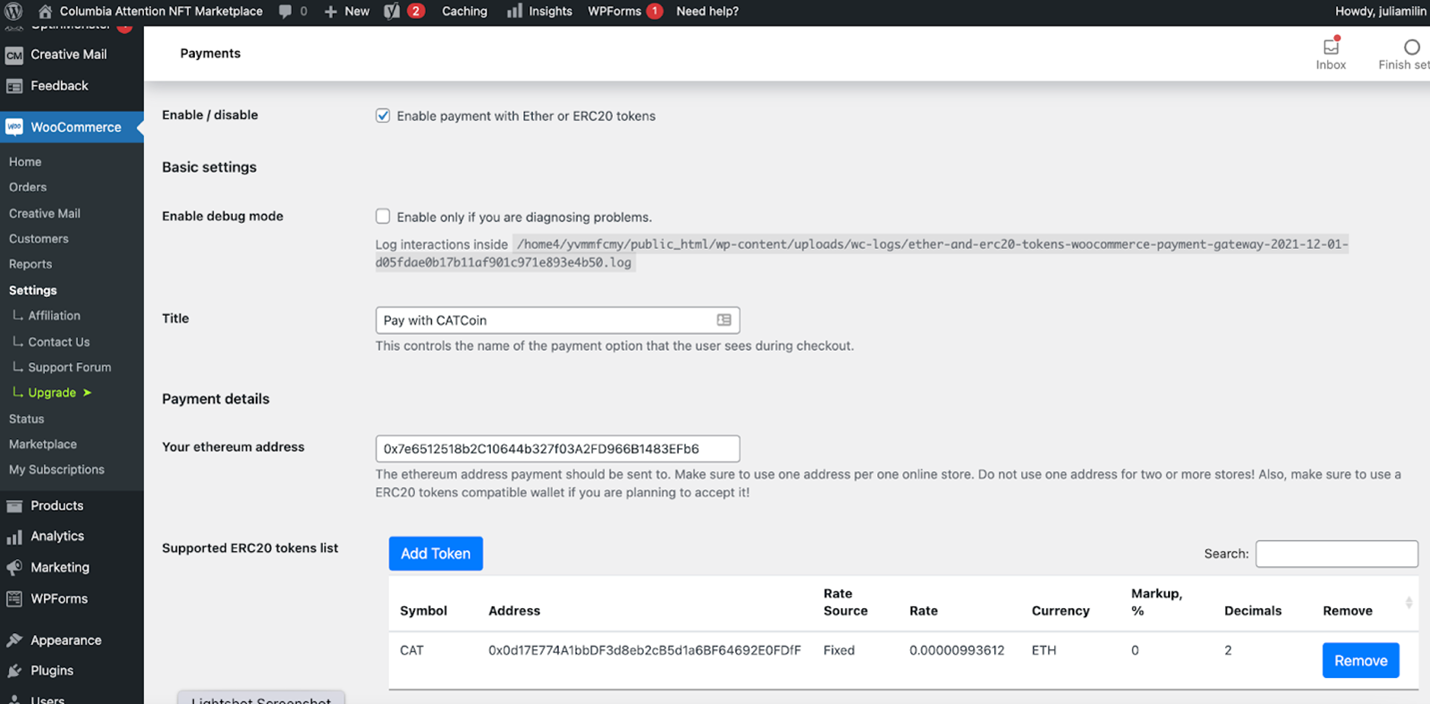 Columbia Attention NFT Marketplace 0 New 2 Caching Insights WPForms 1 Need help? Howdy, juliamilin
OptinMonster
CM Creative Mail
Feedback
woo WooCommerce
Home
Orders
Creative Mail
Customers
Reports
Settings
Affiliation
Contact Us
Support Forum
Upgrade ➤
Status
Marketplace
My Subscriptions
Products
Analytics
Marketing
WPForms
Appearance
Plugins
Users
Payments
Inbox
Finish set
Enable / disable
Enable payment with Ether or ERC20 tokens
Basic settings
Enable debug mode
Enable only if you are diagnosing problems.
Log interactions inside /home4/yvmmfcmy/public_html/wp-content/uploads/wc-logs/ether-and-erc20-tokens-woocommerce-payment-gateway-2021-12-01-
d05fdae0b17b11af901c971e893e4b50.log
Title
Pay with CATCoin
This controls the name of the payment option that the user sees during checkout.
Payment details
Your ethereum address
0x7e6512518b2C10644b327f03A2FD966B1483EFb6
The ethereum address payment should be sent to. Make sure to use one address per one online store. Do not use one address for two or more stores! Also, make sure to use a
ERC20 tokens compatible wallet if you are planning to accept it!
Supported ERC20 tokens list
Add Token
Search:
Symbol Address Rate Source Rate Currency Markup, % Decimals Remove
CAT 0x0d17E774A1bbDF3d8eb2cB5d1a6BF64692E0FDfF Fixed 0.00000993612 ETH 0 2 Remove
Lightshot Screenshot